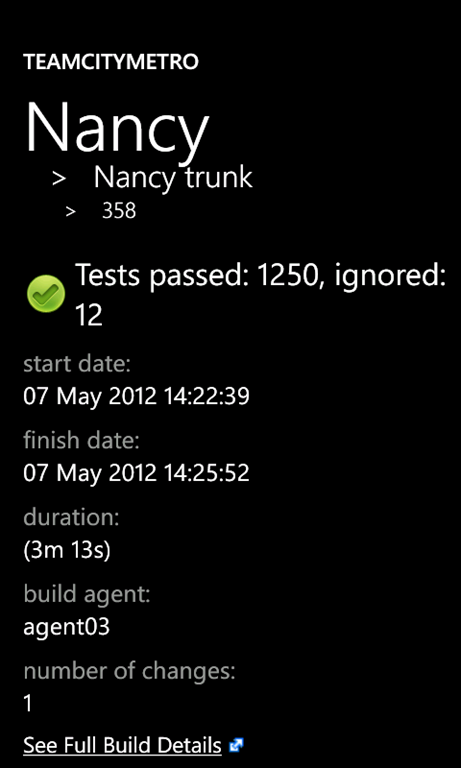 TEAMCITYMETRO
Nancy
> Nancy trunk
> 358
Tests passed: 1250, ignored:
12
start date:
07 May 2012 14:22:39
finish date:
07 May 2012 14:25:52
duration:
(3m 13s)
build agent:
agent03
number of changes:
1
See Full Build Details